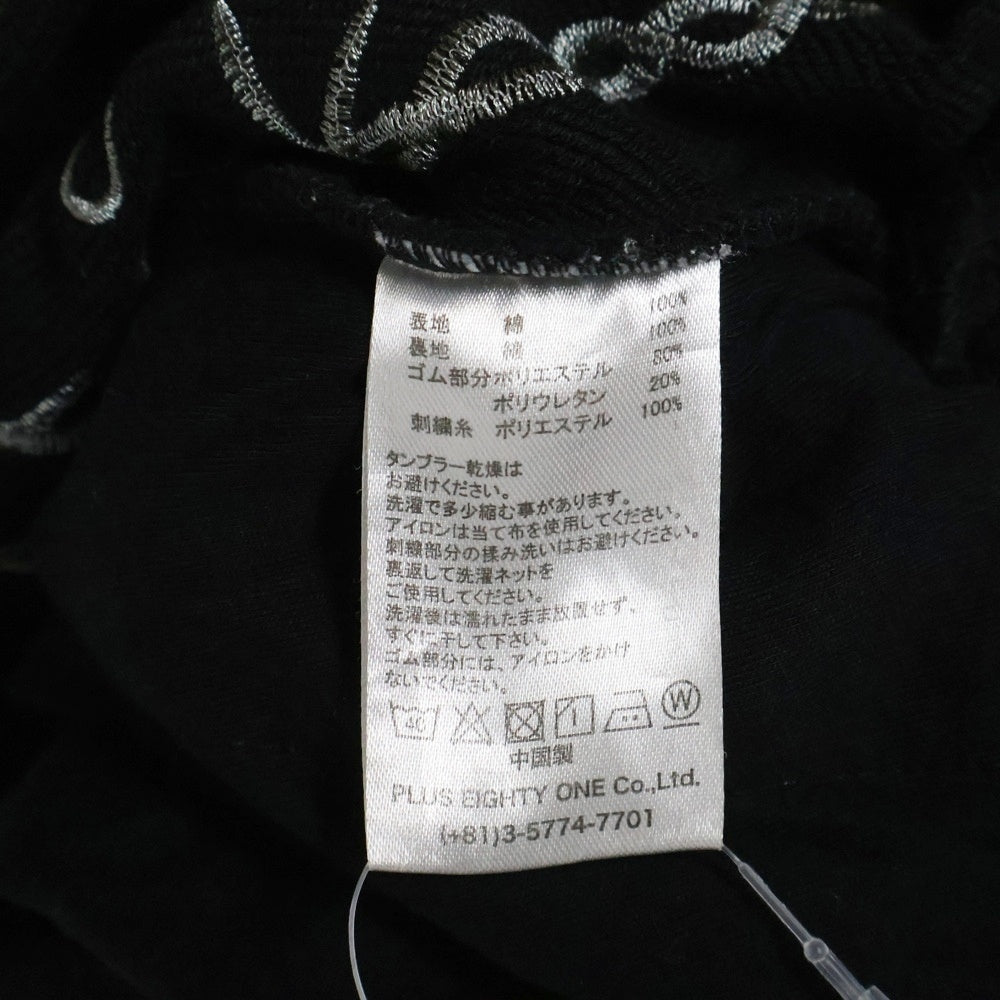 表地 綿 100%
裏地 綿 100%
ゴム部分 ポリエステル 80%
ポリウレタン 20%
刺繍糸 ポリエステル 100%
タンブラー乾燥は
お避けください。
洗濯で多少縮む事があります。
アイロンは当て布を使用してください。
刺繍部分の揉み洗いはお避けください。
裏返して洗濯ネットを
ご使用してください。
洗濯後は濡れたまま放置せず、
すぐに干して下さい。
ゴム部分には、アイロンをかけ
ないでください。
40 W
中国製
PLUS EIGHTY ONE Co.,Ltd.
(+81)3-5774-7701